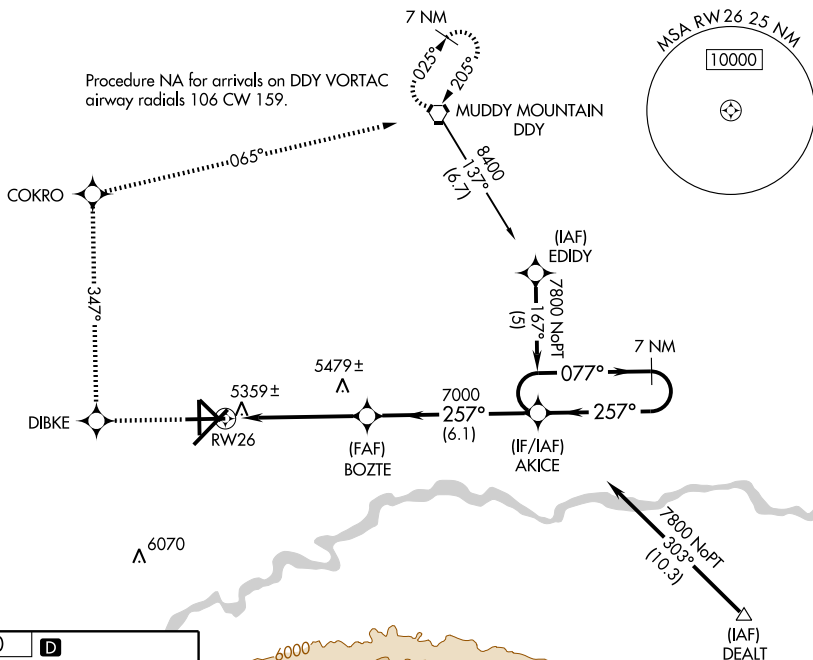 7 NM
025°
205°
MSA RW 26 25 NM
10000
Procedure NA for arrivals on DDY VORTAC
airway radials 106 CW 159.
MUDDY MOUNTAIN
DDY
065°
8400
137°
(6.7)
COKRO
(IAF)
EDIDY
347°
7800 NoPT
167°
(5)
7 NM
077°
5479±
5359±
7000
257°
(6.1)
257°
DIBKE
RW26
(FAF)
BOZTE
(IF/IAF)
AKICE
6070
7800 NoPT
303°
(10.3)
(IAF)
DEALT
D
6000